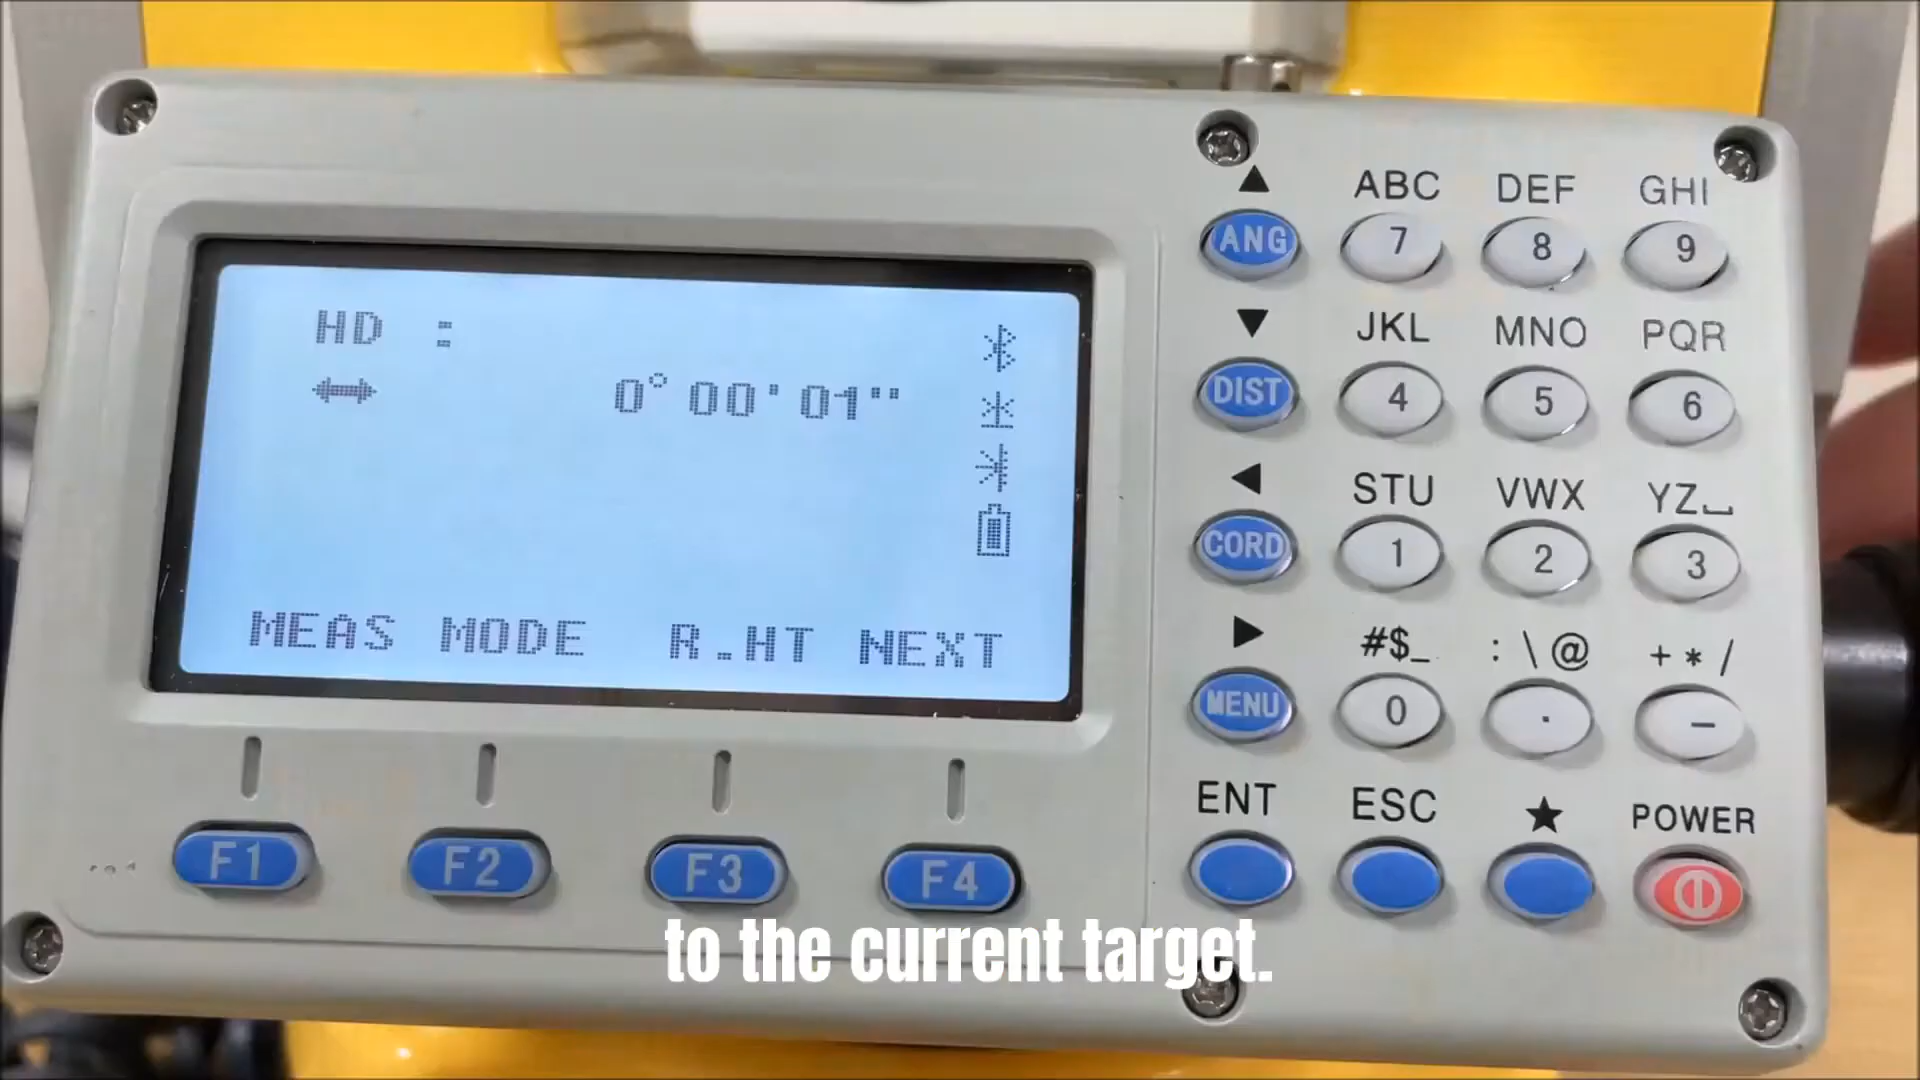 HD :
0°00'01"
MEAS MODE R.HT NEXT
F1 F2 F3 F4
▲ ABC DEF GHI
ANG 7 8 9
▼ JKL MNO PQR
DIST 4 5 6
◀ STU VWX YZ⎵
CORD 1 2 3
▶ #$_ :\@ +*/
MENU 0 . -
ENT ESC ★ POWER
to the current target.